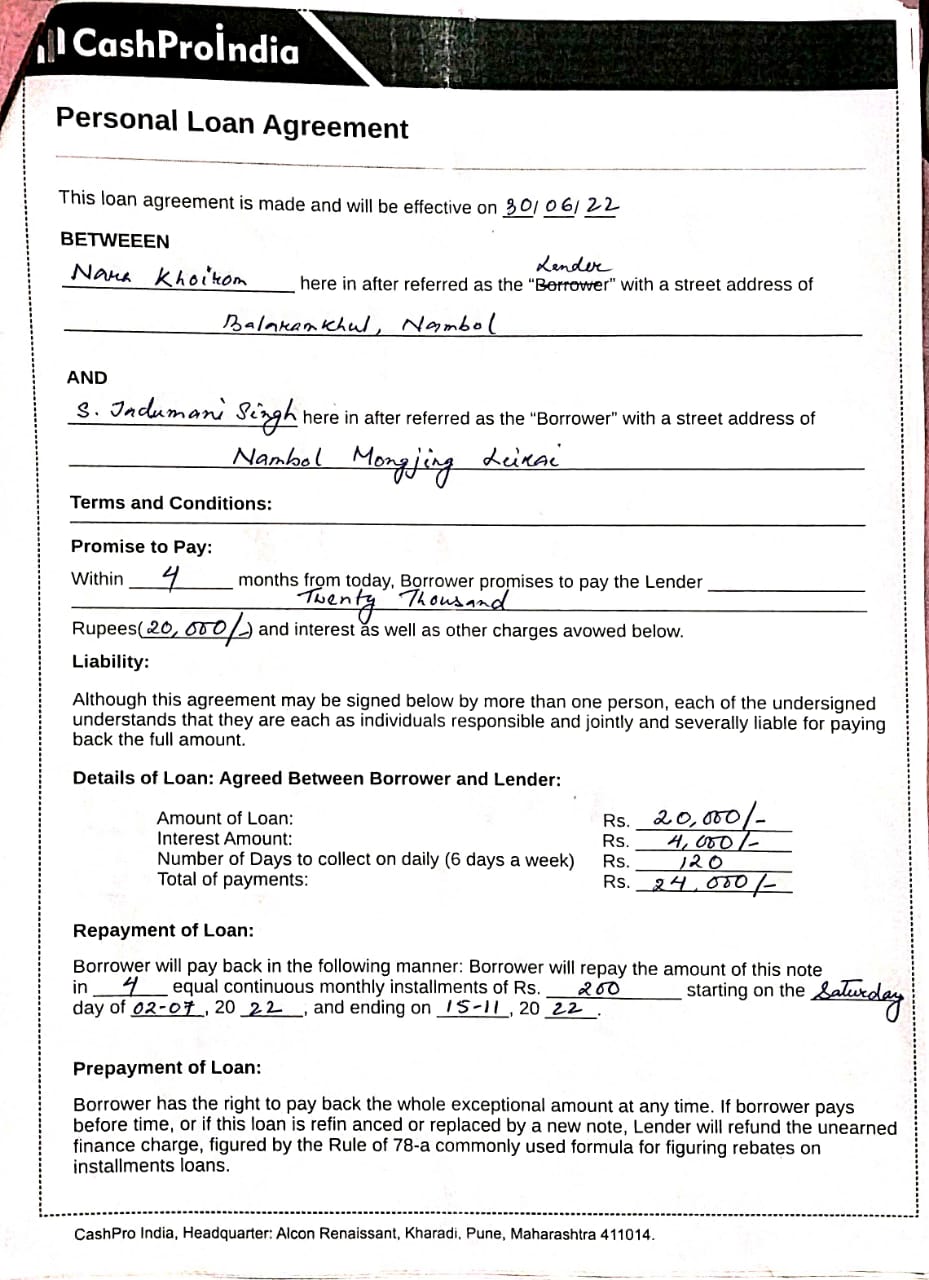 CashProIndia
Personal Loan Agreement
This loan agreement is made and will be effective on 30/06/22
BETWEEEN
Nara Khoirom here in after referred as the "Borrower" Lender with a street address of
Balaramkhul, Nambol
AND
S. Indumani Singh here in after referred as the "Borrower" with a street address of
Nambol Mongjing Leikai
Terms and Conditions:
Promise to Pay:
Within 4 months from today, Borrower promises to pay the Lender
Twenty Thousand
Rupees(20,000/-) and interest as well as other charges avowed below.
Liability:
Although this agreement may be signed below by more than one person, each of the undersigned
understands that they are each as individuals responsible and jointly and severally liable for paying
back the full amount.
Details of Loan: Agreed Between Borrower and Lender:
Amount of Loan: Rs. 20,000/-
Interest Amount: Rs. 4,000/-
Number of Days to collect on daily (6 days a week) Rs. 120
Total of payments: Rs. 24,000/-
Repayment of Loan:
Borrower will pay back in the following manner: Borrower will repay the amount of this note
in 4 equal continuous monthly installments of Rs. 200 starting on the Saturday
day of 02-07, 20 22, and ending on 15-11, 20 22.
Prepayment of Loan:
Borrower has the right to pay back the whole exceptional amount at any time. If borrower pays
before time, or if this loan is refin anced or replaced by a new note, Lender will refund the unearned
finance charge, figured by the Rule of 78-a commonly used formula for figuring rebates on
installments loans.
CashPro India, Headquarter: Alcon Renaissant, Kharadi, Pune, Maharashtra 411014.